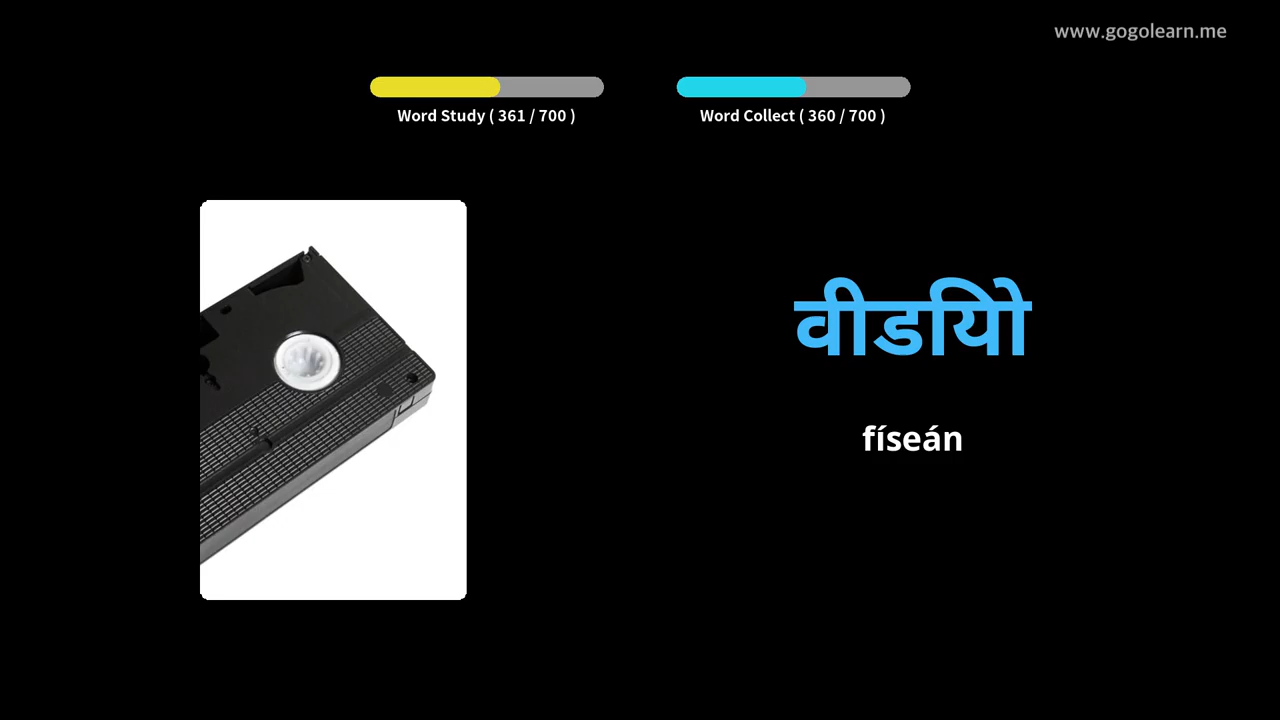 www.gogolearn.me
Word Study ( 361 / 700 )
Word Collect ( 360 / 700 )
वीडियो
físeán